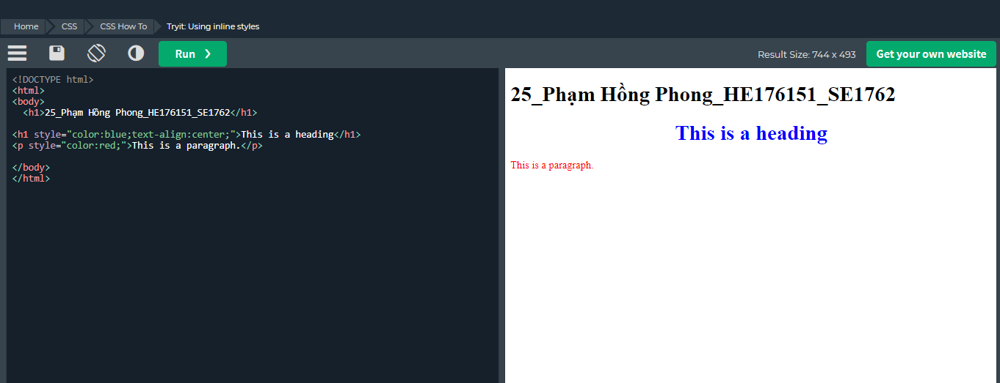 Home CSS CSS How To Tryit: Using inline styles
Run ❯ Result Size: 744 x 493 Get your own website
<!DOCTYPE html>
<html>
<body>
<h1>25_Phạm Hồng Phong_HE176151_SE1762</h1>
<h1 style="color:blue;text-align:center;">This is a heading</h1>
<p style="color:red;">This is a paragraph.</p>
</body>
</html>
25_Phạm Hồng Phong_HE176151_SE1762
This is a heading
This is a paragraph.